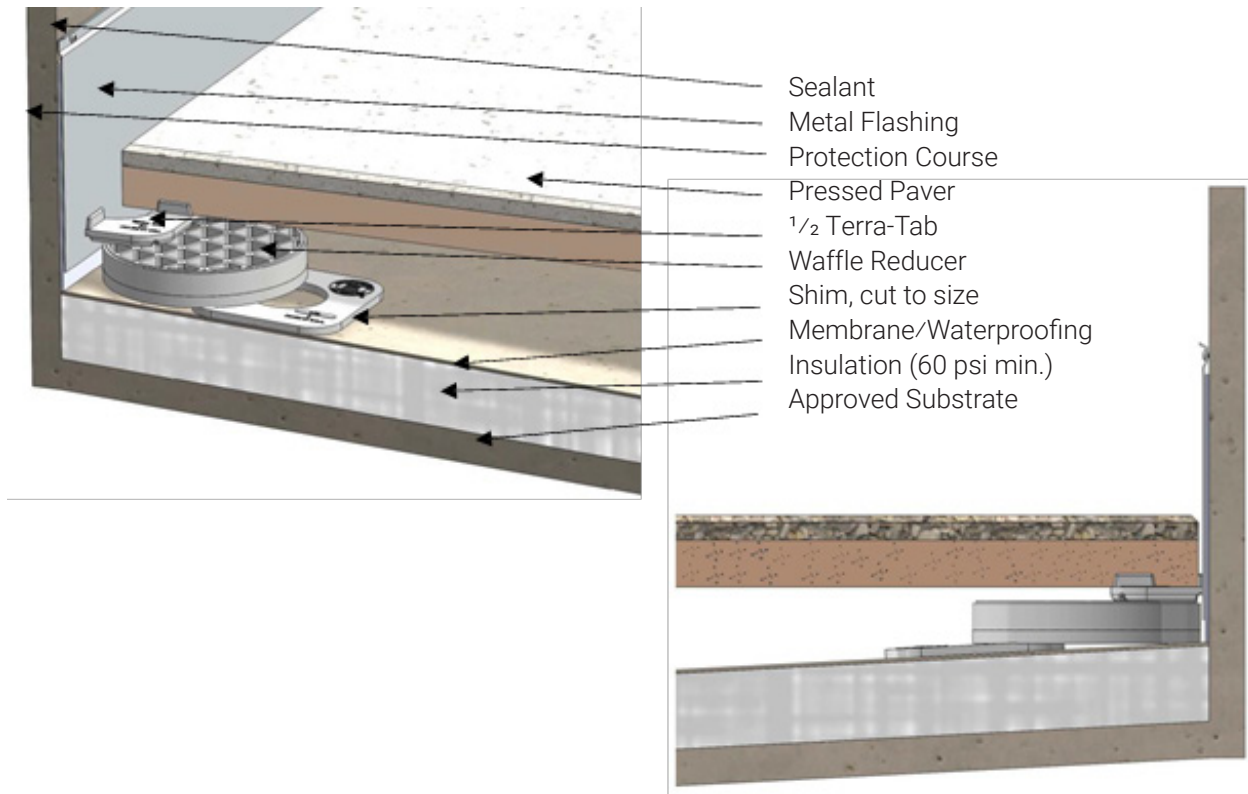 Sealant
Metal Flashing
Protection Course
Pressed Paver
¹/₂ Terra-Tab
Waffle Reducer
Shim, cut to size
Membrane/Waterproofing
Insulation (60 psi min.)
Approved Substrate